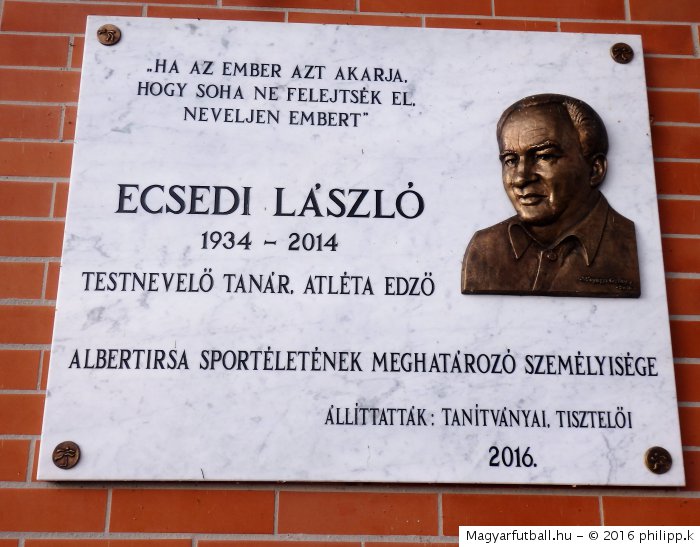 „HA AZ EMBER AZT AKARJA,
HOGY SOHA NE FELEJTSÉK EL,
NEVELJEN EMBERT”
ECSEDI LÁSZLÓ
1934 – 2014
TESTNEVELŐ TANÁR, ATLÉTA EDZŐ
ALBERTIRSA SPORTÉLETÉNEK MEGHATÁROZÓ SZEMÉLYISÉGE
ÁLLÍTTATTÁK: TANÍTVÁNYAI, TISZTELŐI
2016.
Magyarfutball.hu – © 2016 philipp.k